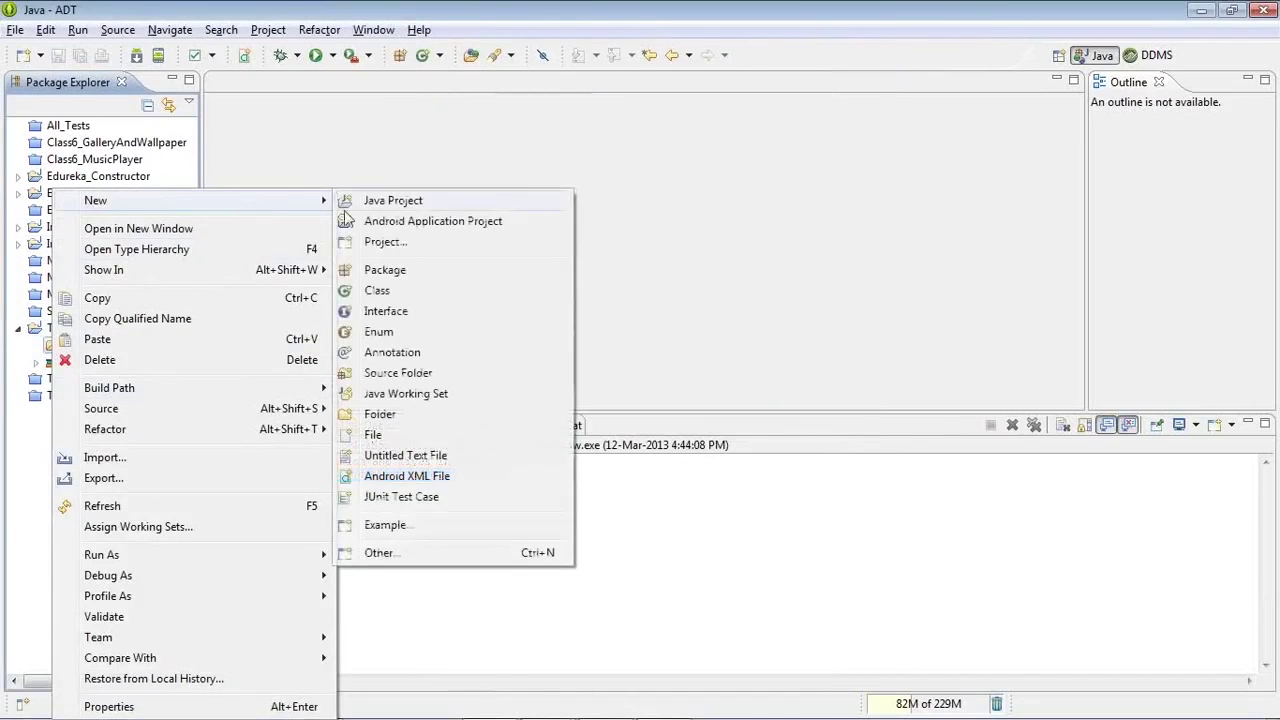 Java - ADT
File Edit Run Source Navigate Search Project Refactor Window Help
Java DDMS
Package Explorer
Outline
An outline is not available.
All_Tests
Class6_GalleryAndWallpaper
Class6_MusicPlayer
Edureka_Constructor
New
Open in New Window
Open Type Hierarchy F4
Show In Alt+Shift+W
Copy Ctrl+C
Copy Qualified Name
Paste Ctrl+V
Delete Delete
Build Path
Source Alt+Shift+S
Refactor Alt+Shift+T
Import...
Export...
Refresh F5
Assign Working Sets...
Run As
Debug As
Profile As
Validate
Team
Compare With
Restore from Local History...
Properties Alt+Enter
Java Project
Android Application Project
Project...
Package
Class
Interface
Enum
Annotation
Source Folder
Java Working Set
Folder
File
Untitled Text File
Android XML File
JUnit Test Case
Example...
Other... Ctrl+N
at
w.exe (12-Mar-2013 4:44:08 PM)
82M of 229M